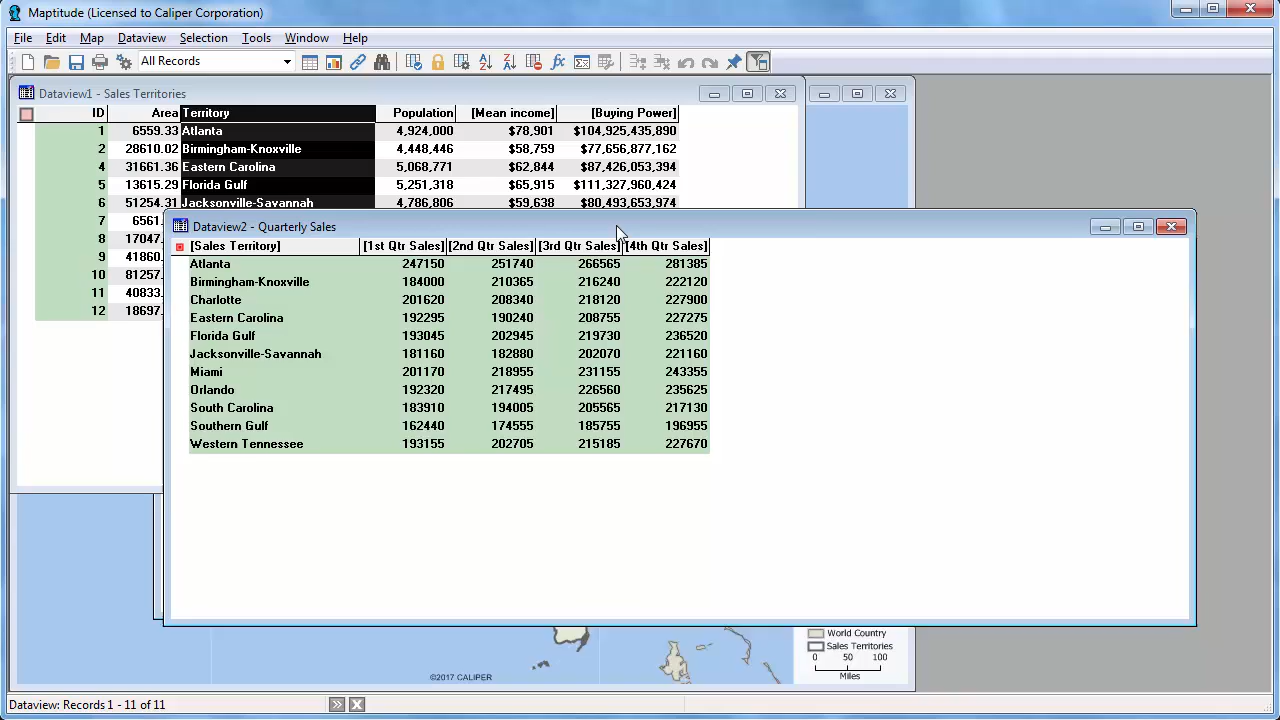 Maptitude (Licensed to Caliper Corporation)
File Edit Map Dataview Selection Tools Window Help
All Records
Dataview1 - Sales Territories
ID Area Territory Population [Mean income] [Buying Power]
1 6559.33 Atlanta 4,924,000 $78,901 $104,925,435,890
2 28610.02 Birmingham-Knoxville 4,448,446 $58,759 $77,656,877,162
4 31661.36 Eastern Carolina 5,068,771 $62,844 $87,426,053,394
5 13615.29 Florida Gulf 5,251,318 $65,915 $111,327,960,424
6 51254.31 Jacksonville-Savannah 4,786,806 $59,638 $80,493,653,974
7 6561.
8 17047.
9 41860.
10 81257.
11 40833.
12 18697.
Dataview2 - Quarterly Sales
[Sales Territory] [1st Qtr Sales] [2nd Qtr Sales] [3rd Qtr Sales] [4th Qtr Sales]
Atlanta 247150 251740 266565 281385
Birmingham-Knoxville 184000 210365 216240 222120
Charlotte 201620 208340 218120 227900
Eastern Carolina 192295 190240 208755 227275
Florida Gulf 193045 202945 219730 236520
Jacksonville-Savannah 181160 182880 202070 221160
Miami 201170 218955 231155 243355
Orlando 192320 217495 226560 235625
South Carolina 183910 194005 205565 217130
Southern Gulf 162440 174555 185755 196955
Western Tennessee 193155 202705 215185 227670
World Country
Sales Territories
0 50 100
Miles
©2017 CALIPER
Dataview: Records 1 - 11 of 11